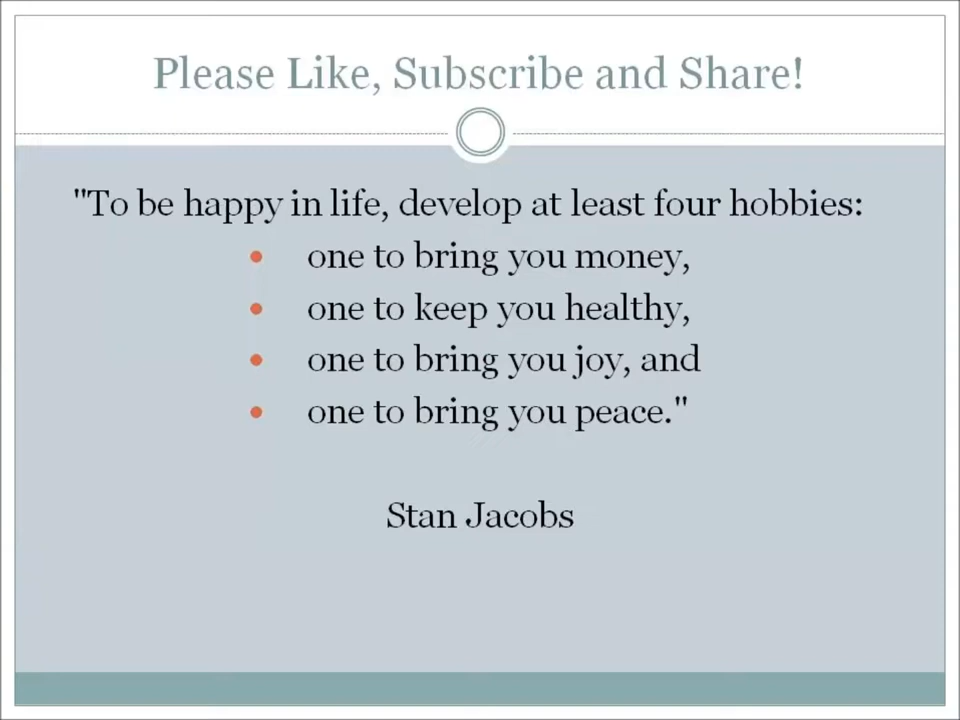 Please Like, Subscribe and Share!
"To be happy in life, develop at least four hobbies:
• one to bring you money,
• one to keep you healthy,
• one to bring you joy, and
• one to bring you peace."
Stan Jacobs